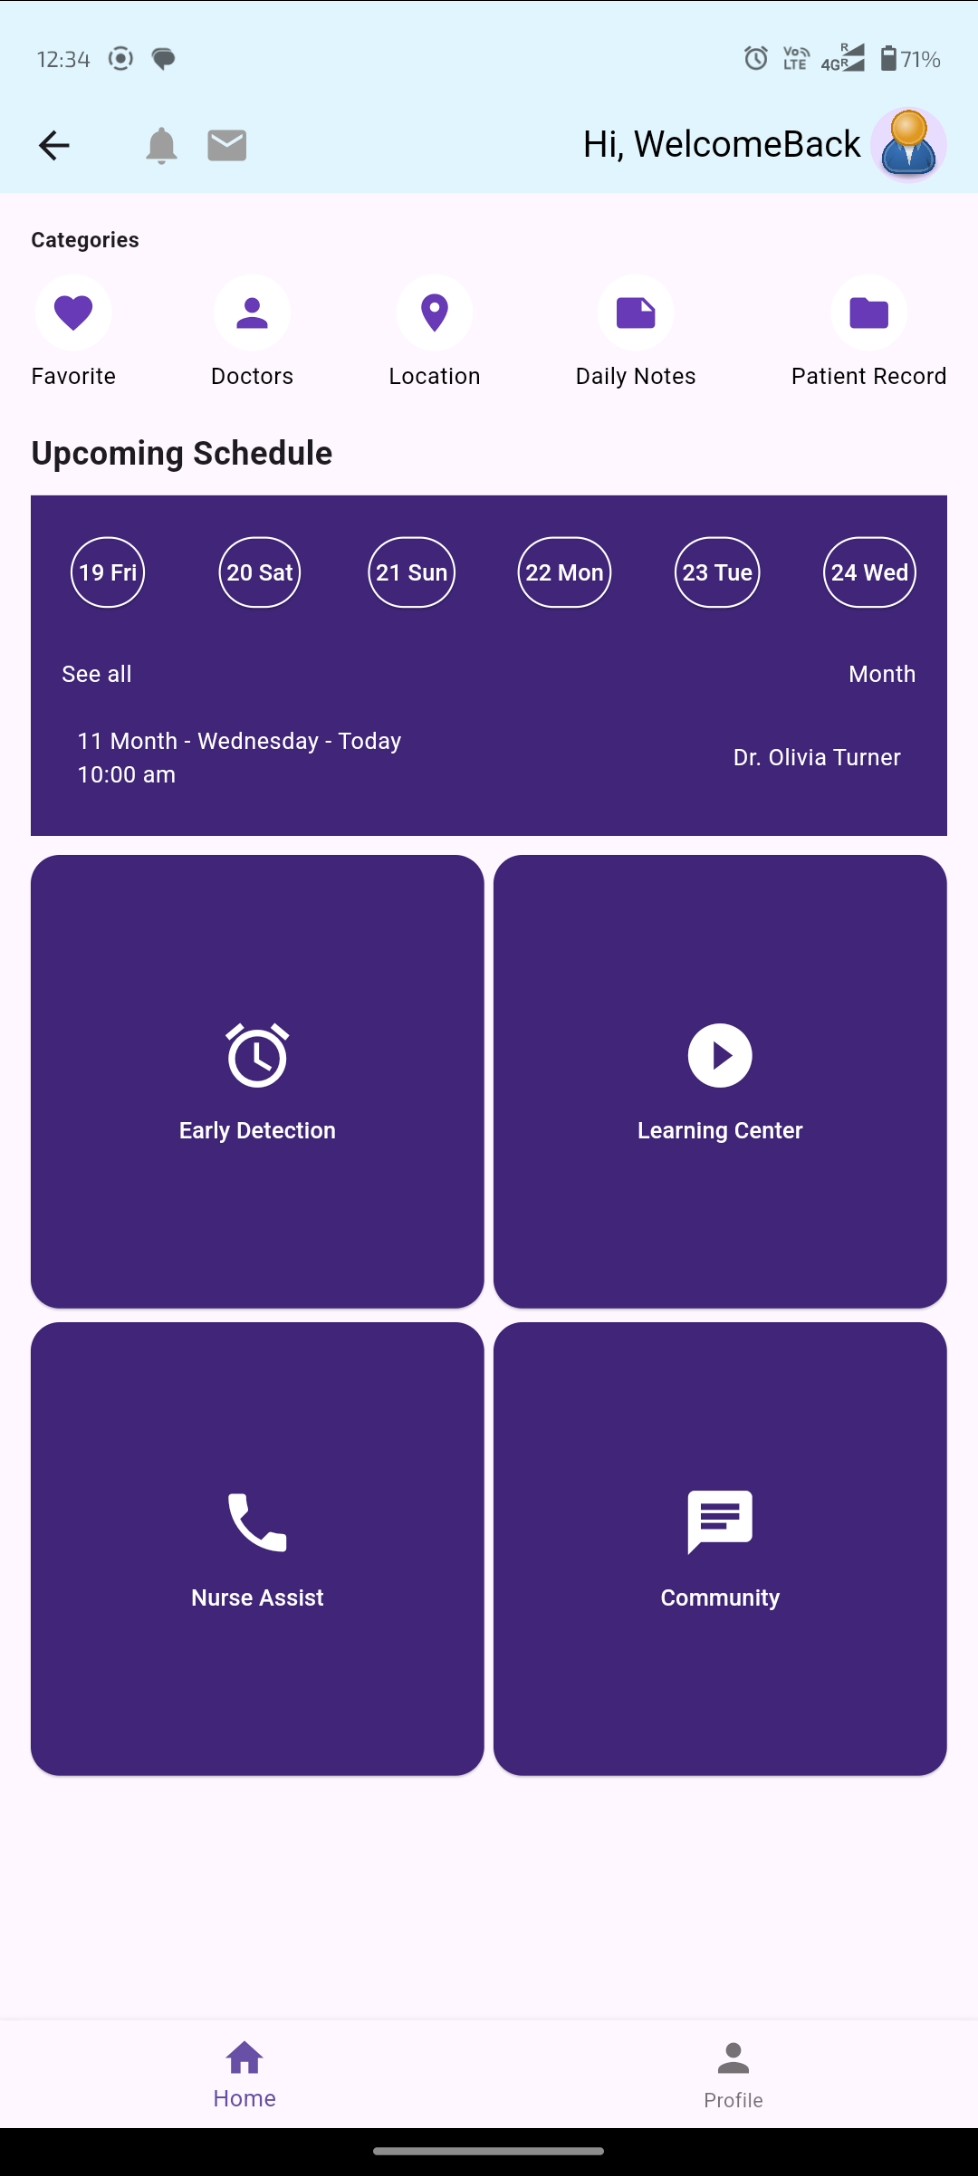 12:34
Vo LTE 4G R R 71%
Hi, WelcomeBack
Categories
Favorite Doctors Location Daily Notes Patient Record
Upcoming Schedule
19 Fri 20 Sat 21 Sun 22 Mon 23 Tue 24 Wed
See all Month
11 Month - Wednesday - Today
10:00 am
Dr. Olivia Turner
Early Detection Learning Center
Nurse Assist Community
Home Profile